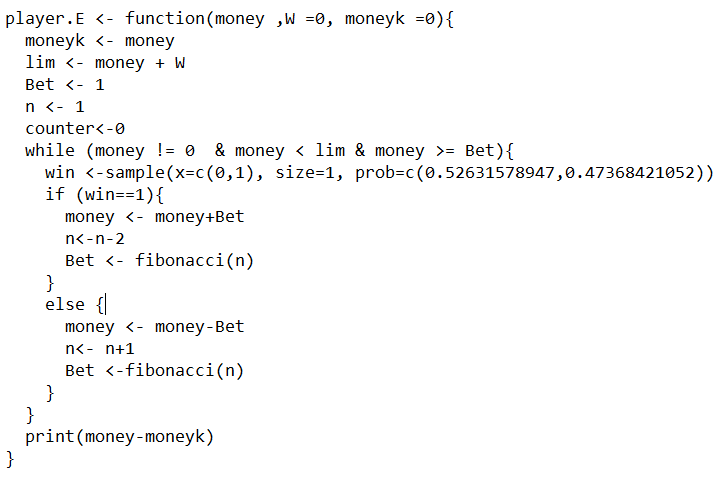 player.E <- function(money ,W =0, moneyk =0){
  moneyk <- money
  lim <- money + W
  Bet <- 1
  n <- 1
  counter<-0
  while (money != 0  & money < lim & money >= Bet){
    win <-sample(x=c(0,1), size=1, prob=c(0.52631578947,0.47368421052))
    if (win==1){
      money <- money+Bet
      n<-n-2
      Bet <- fibonacci(n)
    }
    else {
      money <- money-Bet
      n<- n+1
      Bet <-fibonacci(n)
    }
  }
  print(money-moneyk)
}